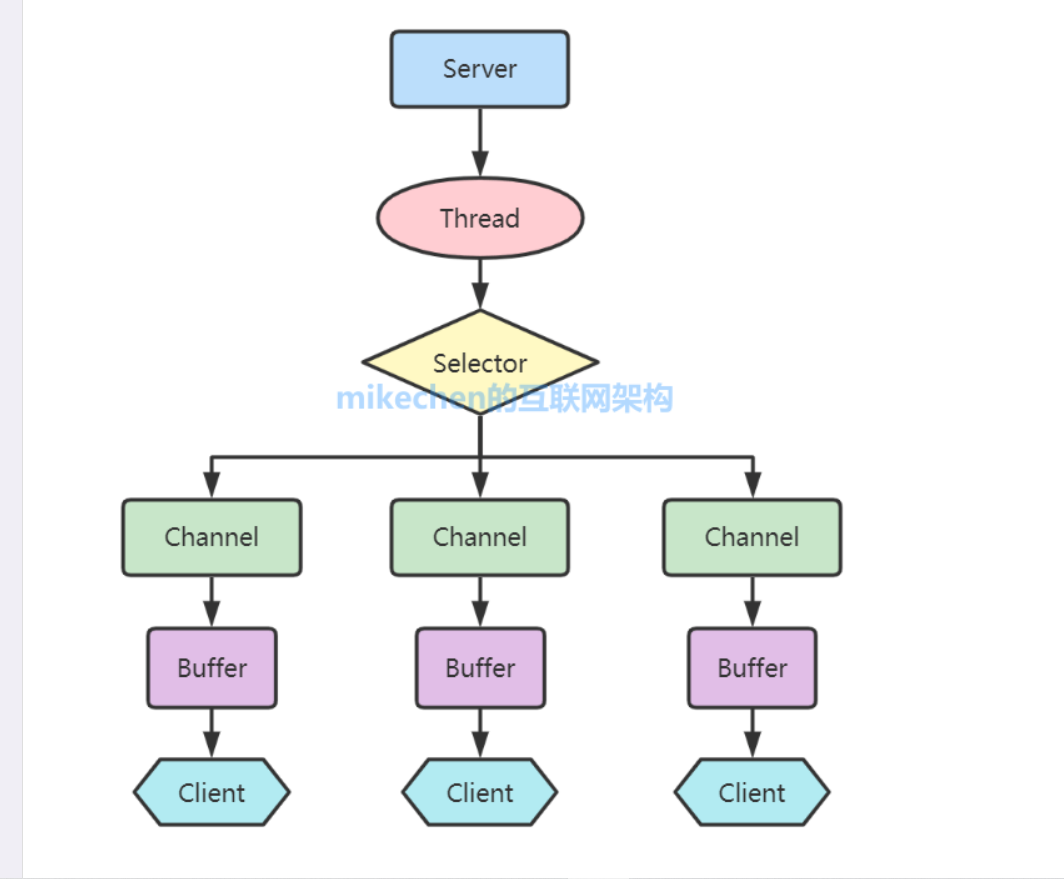 Server
Thread
Selector
mikechen的互联网架构
Channel
Channel
Channel
Buffer
Buffer
Buffer
Client
Client
Client